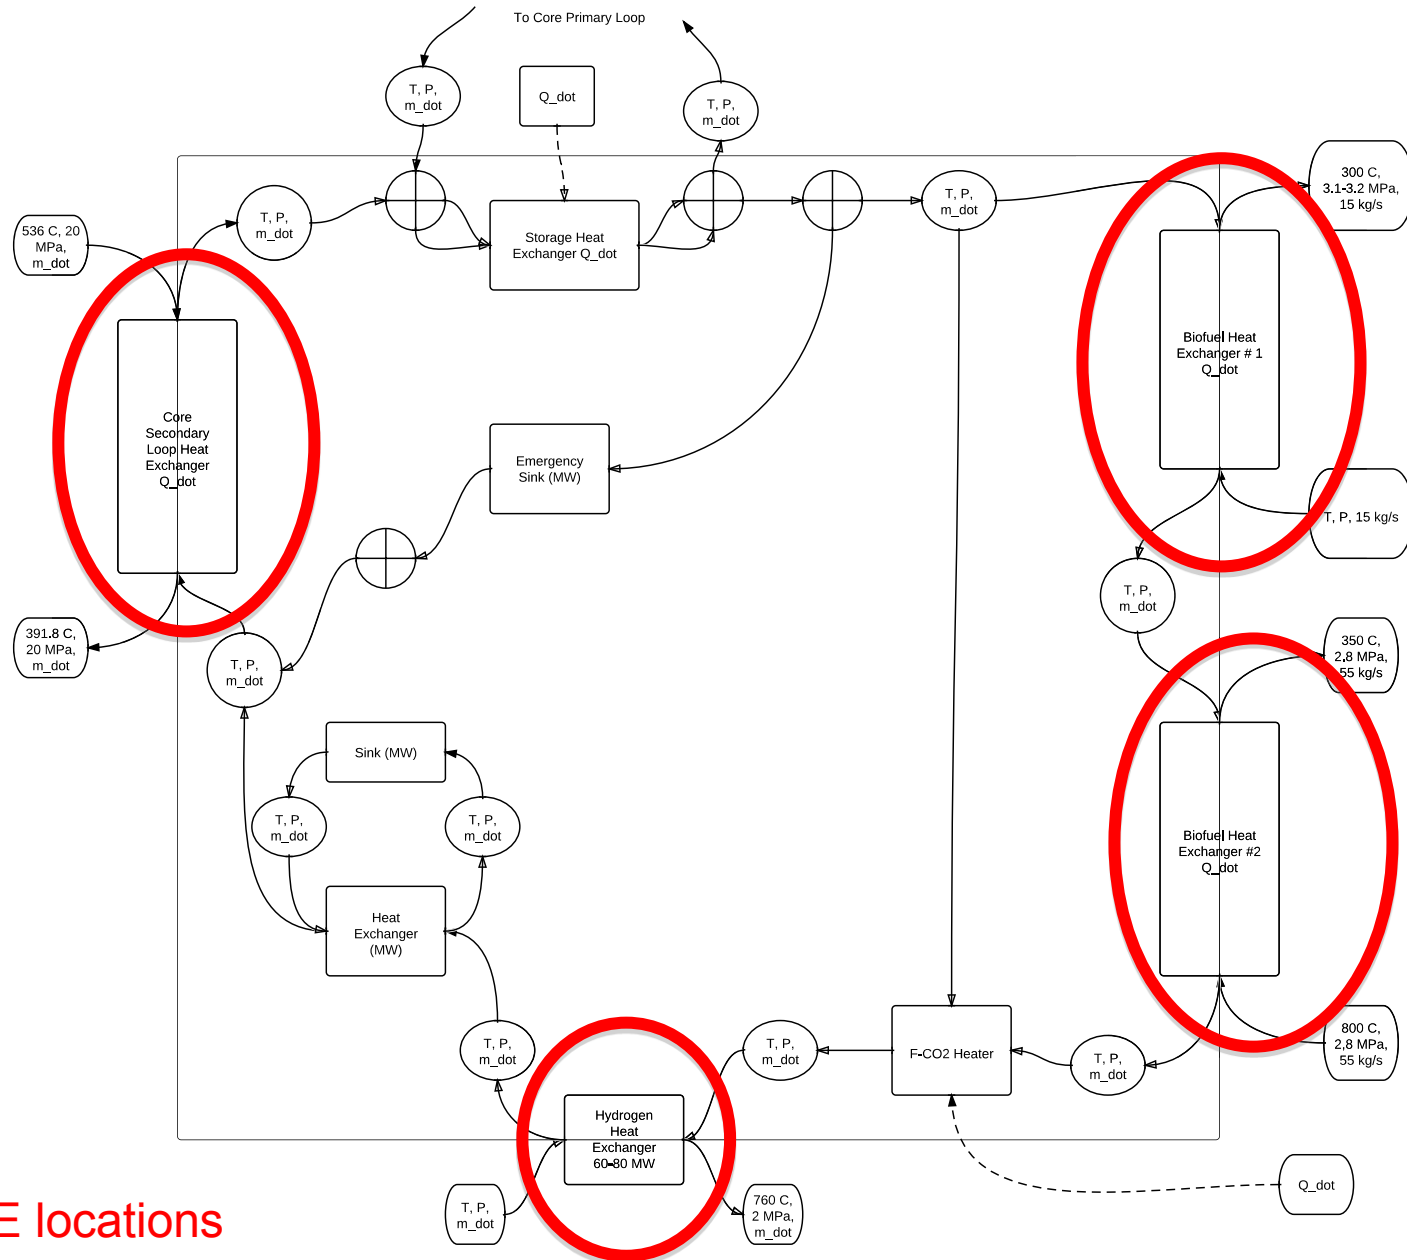 To Core Primary Loop
T, P,
m_dot
Q_dot
T, P,
m_dot
300 C,
3.1-3.2 MPa,
15 kg/s
T, P,
m_dot
T, P,
m_dot
536 C, 20
MPa,
m_dot
Storage Heat
Exchanger Q_dot
Biofuel Heat
Exchanger # 1
Q_dot
Core
Secondary
Loop Heat
Exchanger
Q_dot
Emergency
Sink (MW)
T, P, 15 kg/s
T, P,
m_dot
391.8 C,
20 MPa,
m_dot
T, P,
m_dot
350 C,
2.8 MPa,
55 kg/s
Sink (MW)
T, P,
m_dot
T, P,
m_dot
Biofuel Heat
Exchanger #2
Q_dot
Heat
Exchanger
(MW)
T, P,
m_dot
T, P,
m_dot
F-CO2 Heater
T, P,
m_dot
800 C,
2.8 MPa,
55 kg/s
Hydrogen
Heat
Exchanger
60-80 MW
Q_dot
T, P,
m_dot
760 C,
2 MPa,
m_dot
E locations